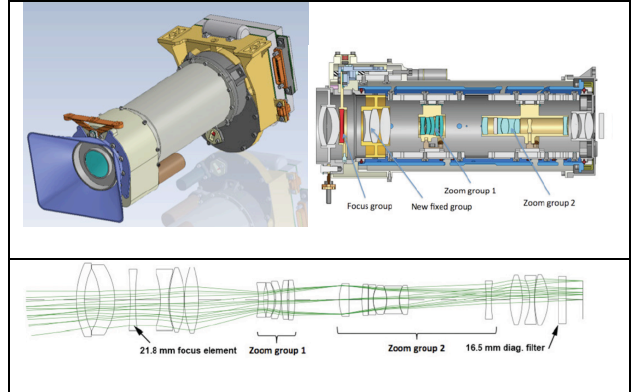 Zoom group 1
Zoom group 2
Focus group
New fixed group
21.8 mm focus element
Zoom group 1
Zoom group 2
16.5 mm diag. filter